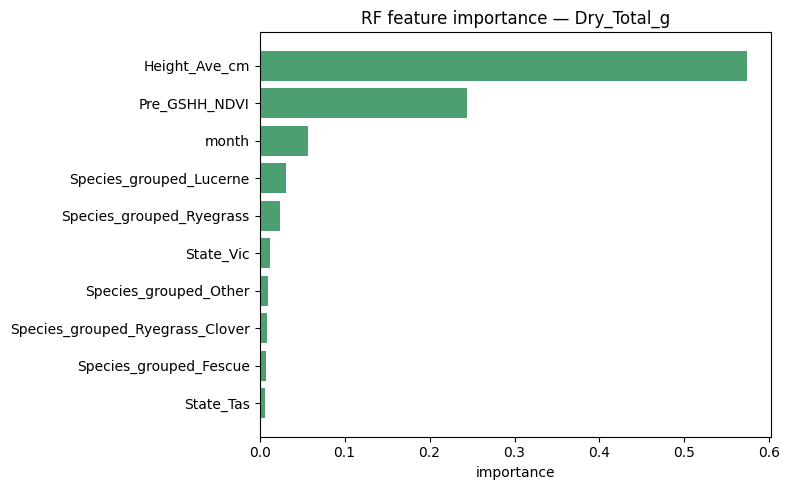 RF feature importance — Dry_Total_g
Height_Ave_cm
Pre_GSHH_NDVI
month
Species_grouped_Lucerne
Species_grouped_Ryegrass
State_Vic
Species_grouped_Other
Species_grouped_Ryegrass_Clover
Species_grouped_Fescue
State_Tas
0.0 0.1 0.2 0.3 0.4 0.5 0.6
importance